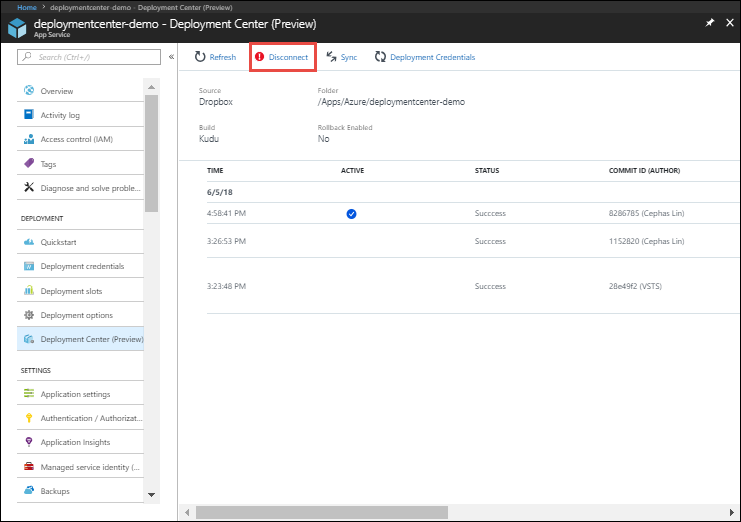 Home > deploymentcenter-demo - Deployment Center (Preview)
deploymentcenter-demo - Deployment Center (Preview)
App Service
Search (Ctrl+/)
«
Overview
Activity log
Access control (IAM)
Tags
Diagnose and solve proble...
DEPLOYMENT
Quickstart
Deployment credentials
Deployment slots
Deployment options
Deployment Center (Preview)
SETTINGS
Application settings
Authentication / Authorizat...
Application Insights
Managed service identity (...
Backups
Refresh Disconnect Sync Deployment Credentials
Source Folder
Dropbox /Apps/Azure/deploymentcenter-demo
Build Rollback Enabled
Kudu No
TIME ACTIVE STATUS COMMIT ID (AUTHOR)
6/5/18
4:58:41 PM Succcess 8286785 (Cephas Lin)
3:26:53 PM Succcess 1152820 (Cephas Lin)
3:23:48 PM Succcess 28e49f2 (VSTS)